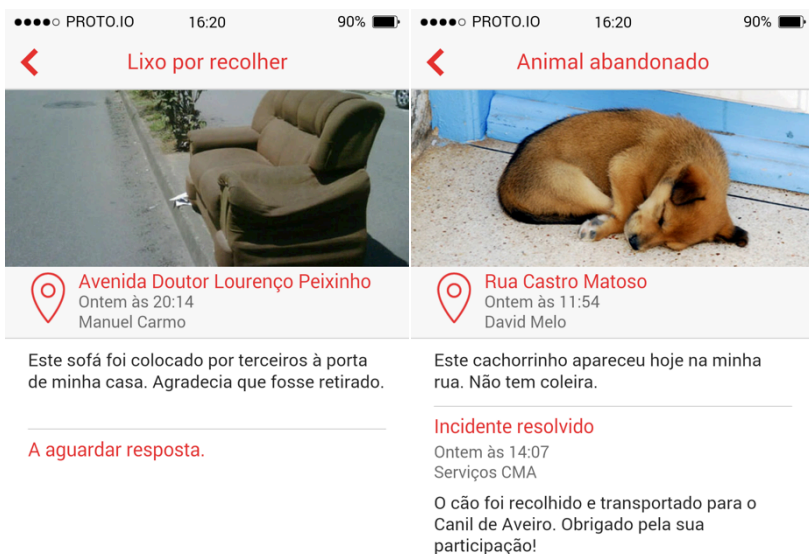 PROTO.IO 16:20 90%
Lixo por recolher
Avenida Doutor Lourenço Peixinho
Ontem às 20:14
Manuel Carmo
Este sofá foi colocado por terceiros à porta
de minha casa. Agradecia que fosse retirado.
A aguardar resposta.
PROTO.IO 16:20 90%
Animal abandonado
Rua Castro Matoso
Ontem às 11:54
David Melo
Este cachorrinho apareceu hoje na minha
rua. Não tem coleira.
Incidente resolvido
Ontem às 14:07
Serviços CMA
O cão foi recolhido e transportado para o
Canil de Aveiro. Obrigado pela sua
participação!